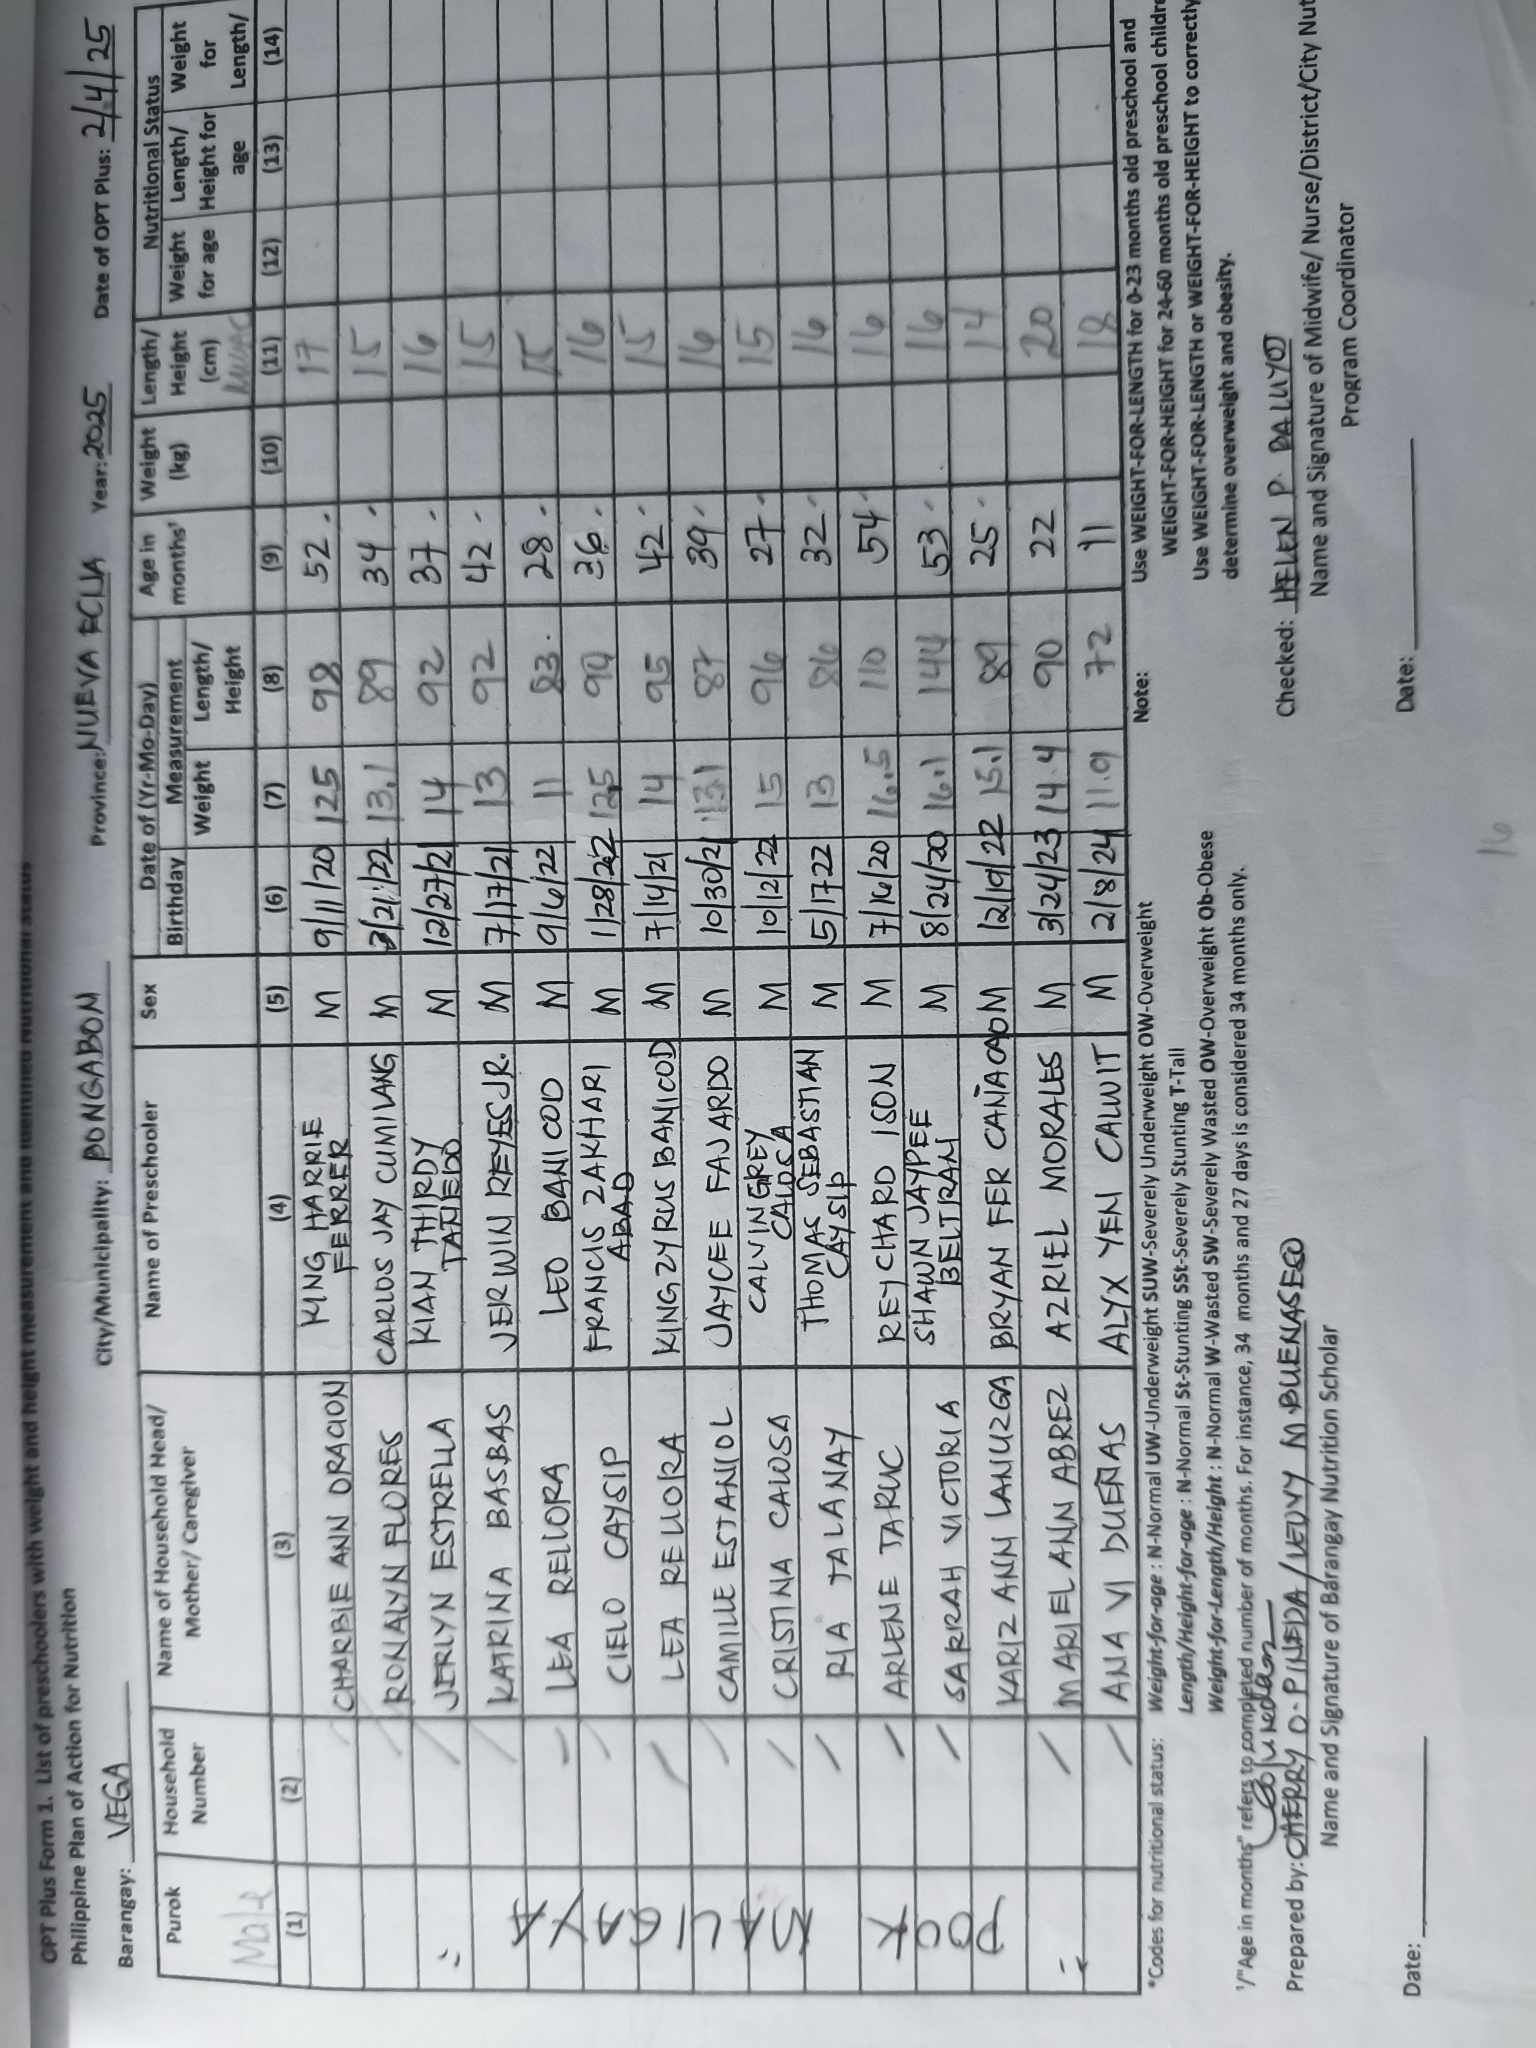 OPT Plus Form 1. List of preschoolers with weight and height measurement and Identified Nutritional Status
Philippine Plan of Action for Nutrition
Barangay: VEGA City/Municipality: BONGABON Province: NUEVA ECIJA Year: 2025 Date of OPT Plus: 2/4/25
Purok Household Number Name of Household Head/ Mother/ Caregiver Name of Preschooler Sex Date of (Yr-Mo-Day) Birthday Measurement Weight Length/ Height Age in months¹ Weight (kg) Length/ Height (cm) Nutritional Status Weight for age Length/ Height for age Weight for Length/
Male
(1) (2) (3) (4) (5) (6) (7) (8) (9) (10) (11) (12) (13) (14)
POOK MALIGAYA
CHARBIE ANN ORACION KING HARRIE FERRER M 9/11/20 125 98 52 17
RONALYN FLORES CARLOS JAY CUMILANG M 3/21/22 13.1 89 34 15
JERLYN ESTRELLA KIAN THIRDY TAÑEDO M 12/27/21 14 92 37 16
KATRINA BASBAS JERWIN REYES JR. M 7/17/21 13 92 42 15
LEA RELLORA LEO BANICOD M 9/6/22 11 83 28 15
CIELO CAYSIP FRANCIS ZAKHARI ABAD M 1/28/22 12.5 90 36 16
LEA RELLORA KING ZYRUS BANICOD M 7/14/21 14 95 42 15
CAMILLE ESTANIOL JAYCEE FAJARDO M 10/30/21 13.1 87 39 16
CRISTINA CALOSA CALVIN GREY CALOSA M 10/12/22 15 96 27 15
RIA TALANAY THOMAS SEBASTIAN CAYSIP M 5/17 22 13 86 32 16
ARLENE TARUC REYCHARD ISON M 7/16/20 16.5 110 54 16
SARRAH VICTORIA SHAWN JAYPEE BELTRAN M 8/24/20 16.1 144 53 16
KARIZ ANN LANUZGA BRYAN FER CAÑACAO M 12/19/22 15.1 89 25 14
MARIEL ANN ABREZ AZRIEL MORALES M 3/24/23 14.4 90 22 20
ANA VI DUEÑAS ALYX YEM CALWIT M 2/8/24 11.9 72 11 18
*Codes for nutritional status: Weight-for-age : N-Normal UW-Underweight SUW-Severely Underweight OW-Overweight
Length/Height-for-age : N-Normal St-Stunting SSt-Severely Stunting T-Tall
Weight-for-Length/Height : N-Normal W-Wasted SW-Severely Wasted OW-Overweight Ob-Obese
¹/"Age in months" refers to completed number of months. For instance, 34 months and 27 days is considered 34 months only.
Note: Use WEIGHT-FOR-LENGTH for 0-23 months old preschool and
WEIGHT-FOR-HEIGHT for 24-60 months old preschool childre
Use WEIGHT-FOR-LENGTH or WEIGHT-FOR-HEIGHT to correctly
determine overweight and obesity.
Prepared by: CHERRY O. PINEDA / LEUVY M. BUENASESO
Name and Signature of Barangay Nutrition Scholar
Checked: HELEN P. BALUYOT
Name and Signature of Midwife/ Nurse/District/City Nut
Program Coordinator
Date:
Date:
16